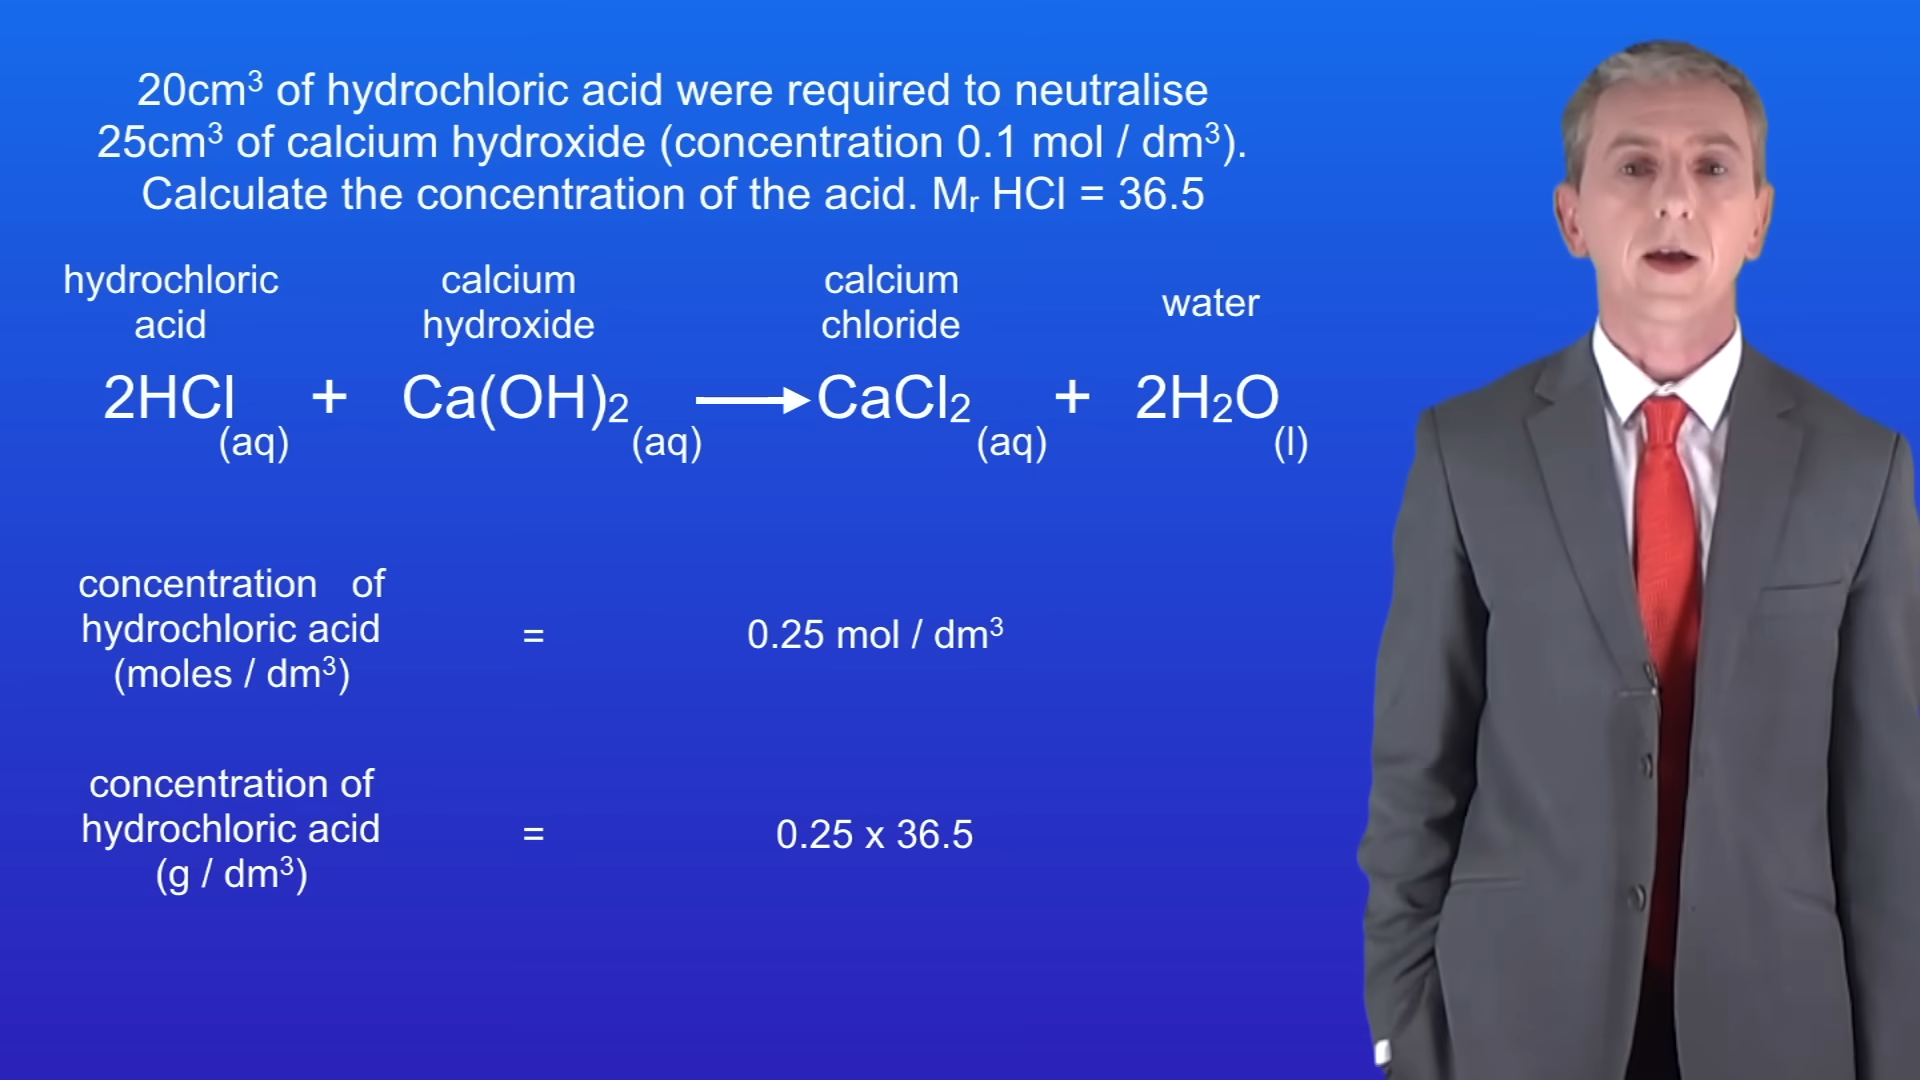 20cm³ of hydrochloric acid were required to neutralise
25cm³ of calcium hydroxide (concentration 0.1 mol / dm³).
Calculate the concentration of the acid. Mᵣ HCl = 36.5
hydrochloric
acid
calcium
hydroxide
calcium
chloride
water
2HCl(aq) + Ca(OH)₂(aq) ⟶ CaCl₂(aq) + 2H₂O(l)
concentration of
hydrochloric acid
(moles / dm³)
= 0.25 mol / dm³
concentration of
hydrochloric acid
(g / dm³)
= 0.25 x 36.5